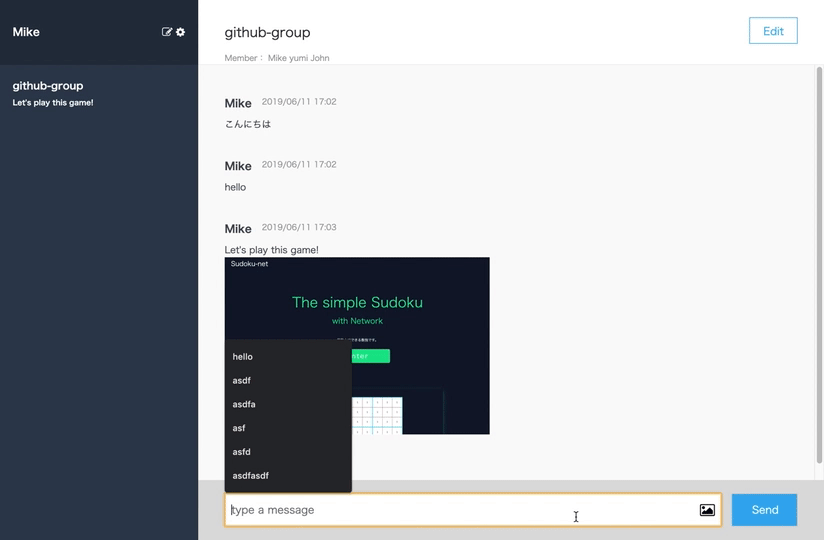 Mike
github-group
Let's play this game!
github-group
Member： Mike yumi John
Edit
Mike 2019/06/11 17:02
こんにちは
Mike 2019/06/11 17:02
hello
Mike 2019/06/11 17:03
Let's play this game!
Sudoku-net
The simple Sudoku
with Network
hello
asdf
asdfa
asf
asfd
asdfasdf
type a message
Send